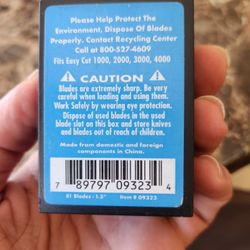 Please Help Protect The
Environment, Dispose of Blades
Properly. Contact Recycling Center
Call at 800-527-4609
Fits Easy Cut 1000, 2000, 3000, 4000
CAUTION
Blades are extremely sharp. Be very
careful when loading and using them.
Work Safely by wearing eye protection.
Dispose of used blades in the used
blade slot on this box and store knives
and blades out of reach of children.
Made from domestic and foreign
components in China.
7 89797 09323 4
81 Blades - 1.5" Item # 09323